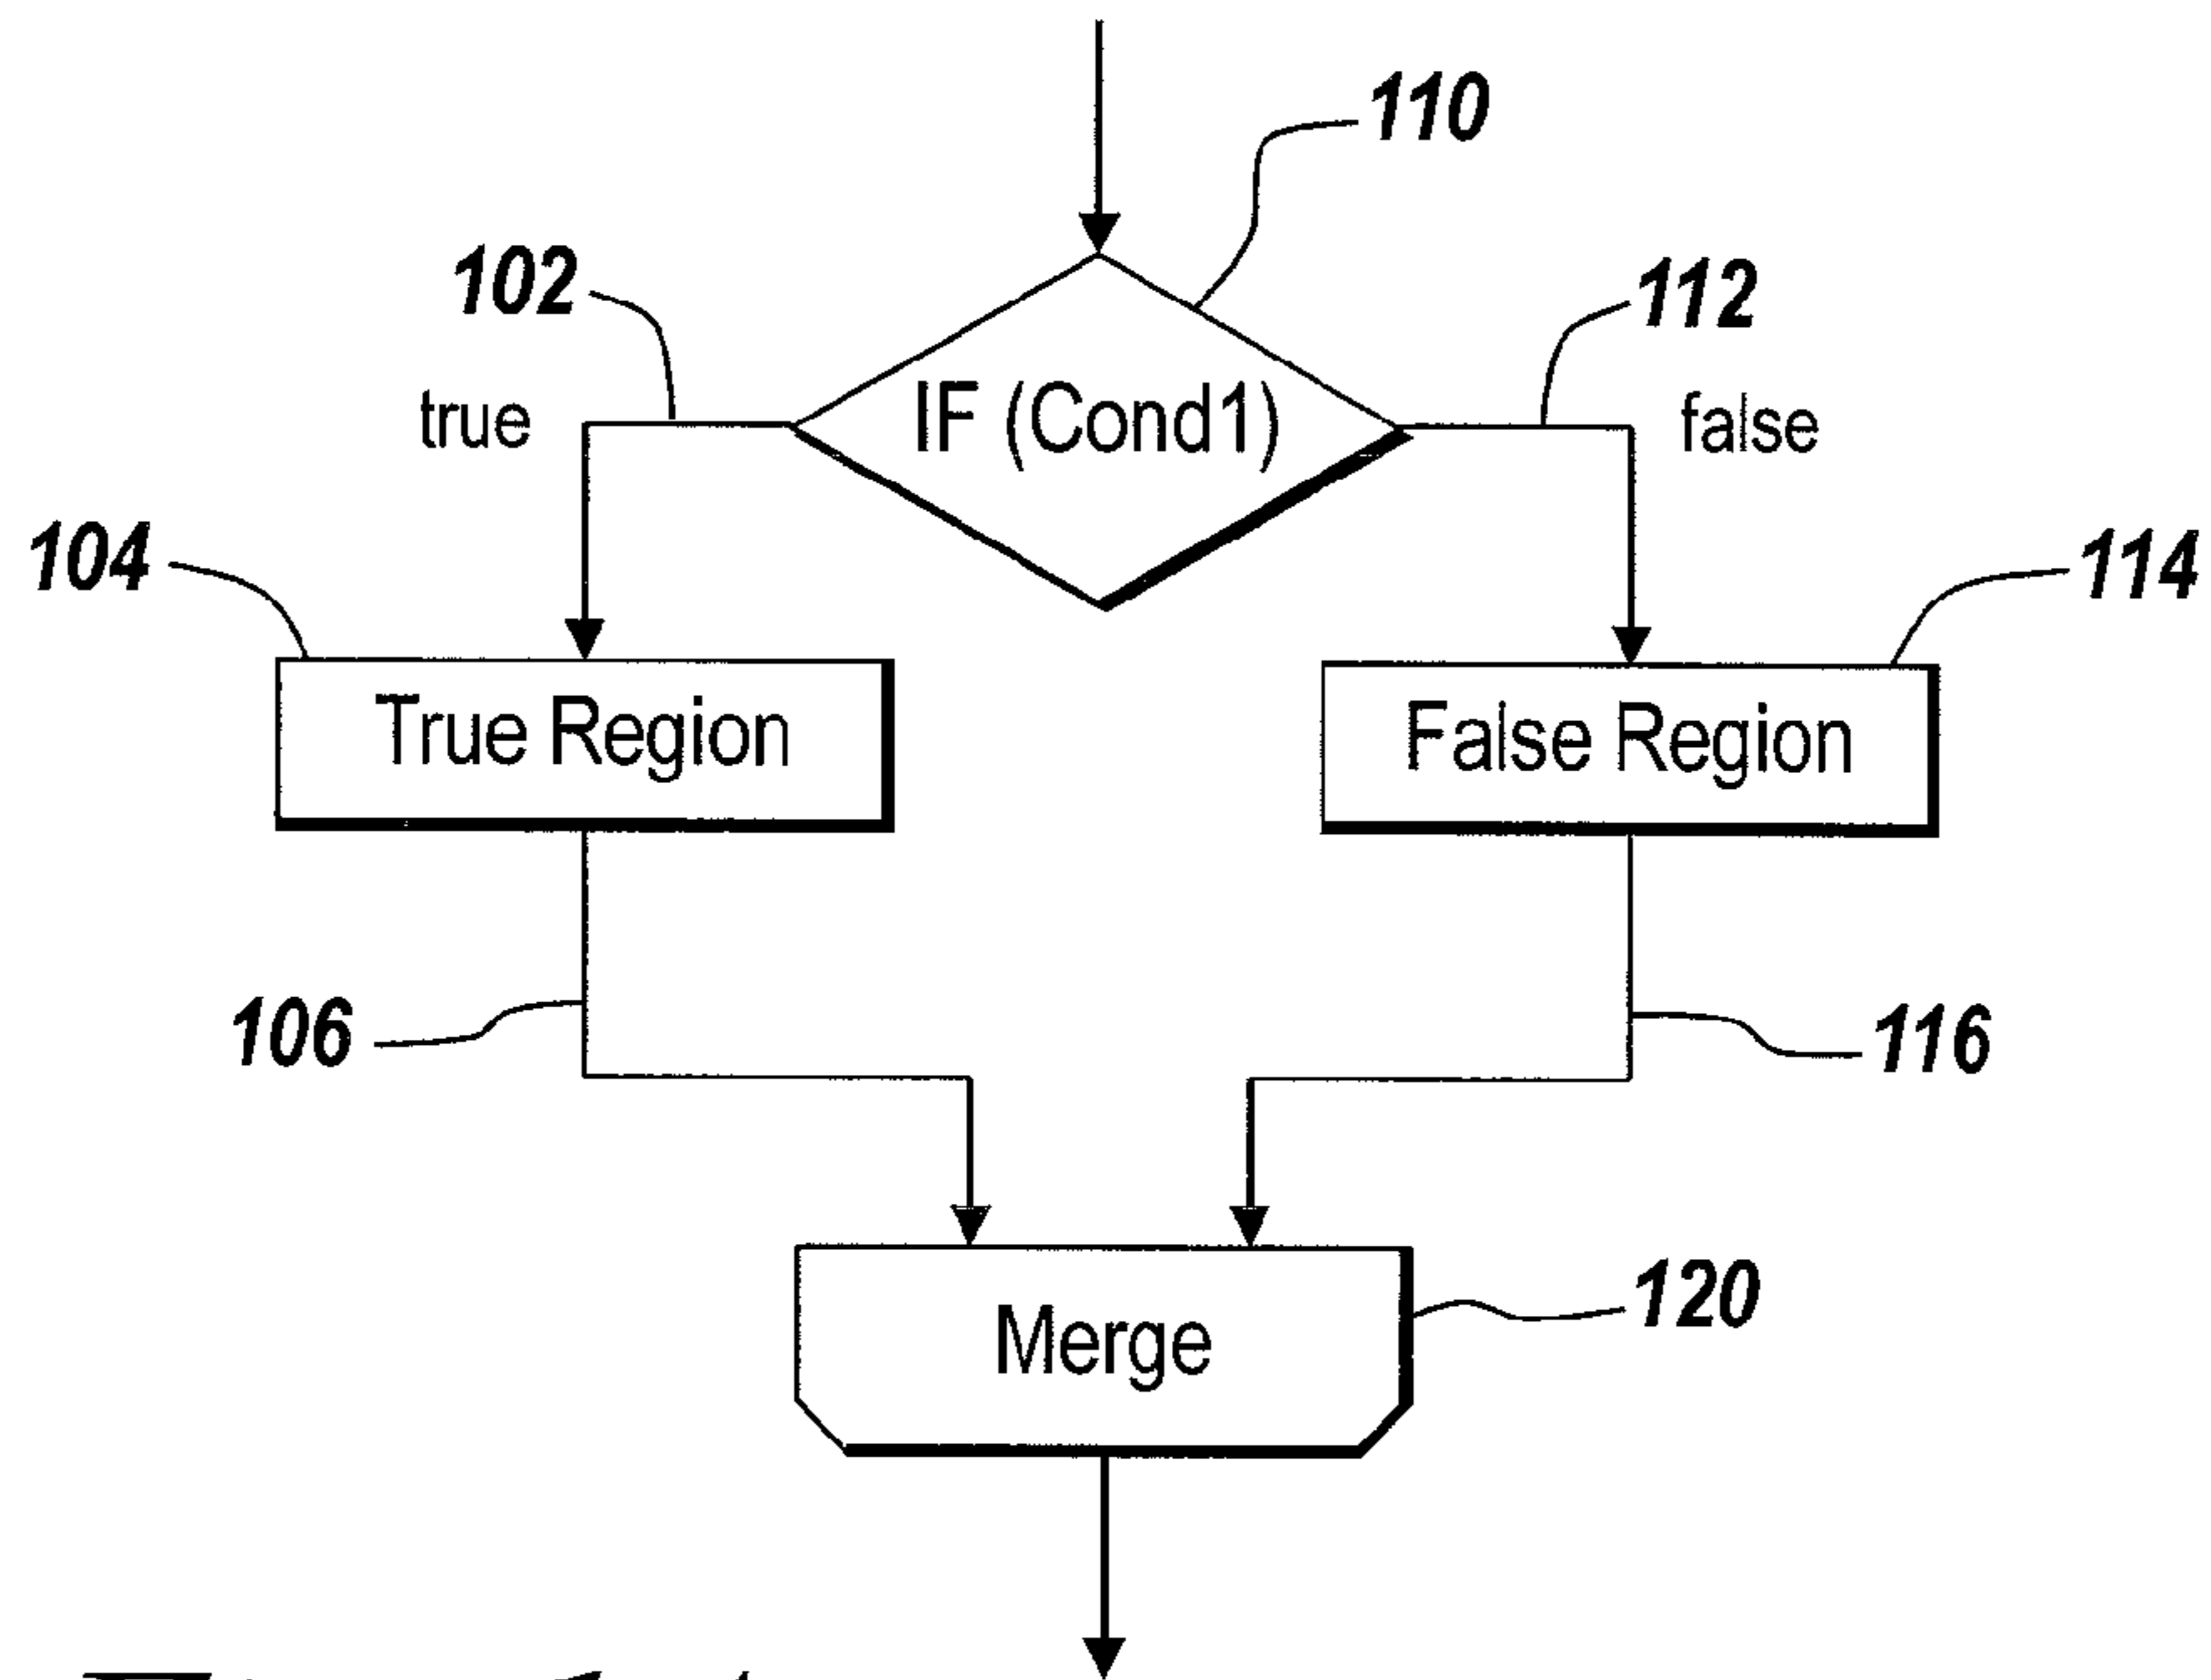 110
102
112
true
IF (Cond1)
false
104
114
True Region
False Region
106
116
120
Merge